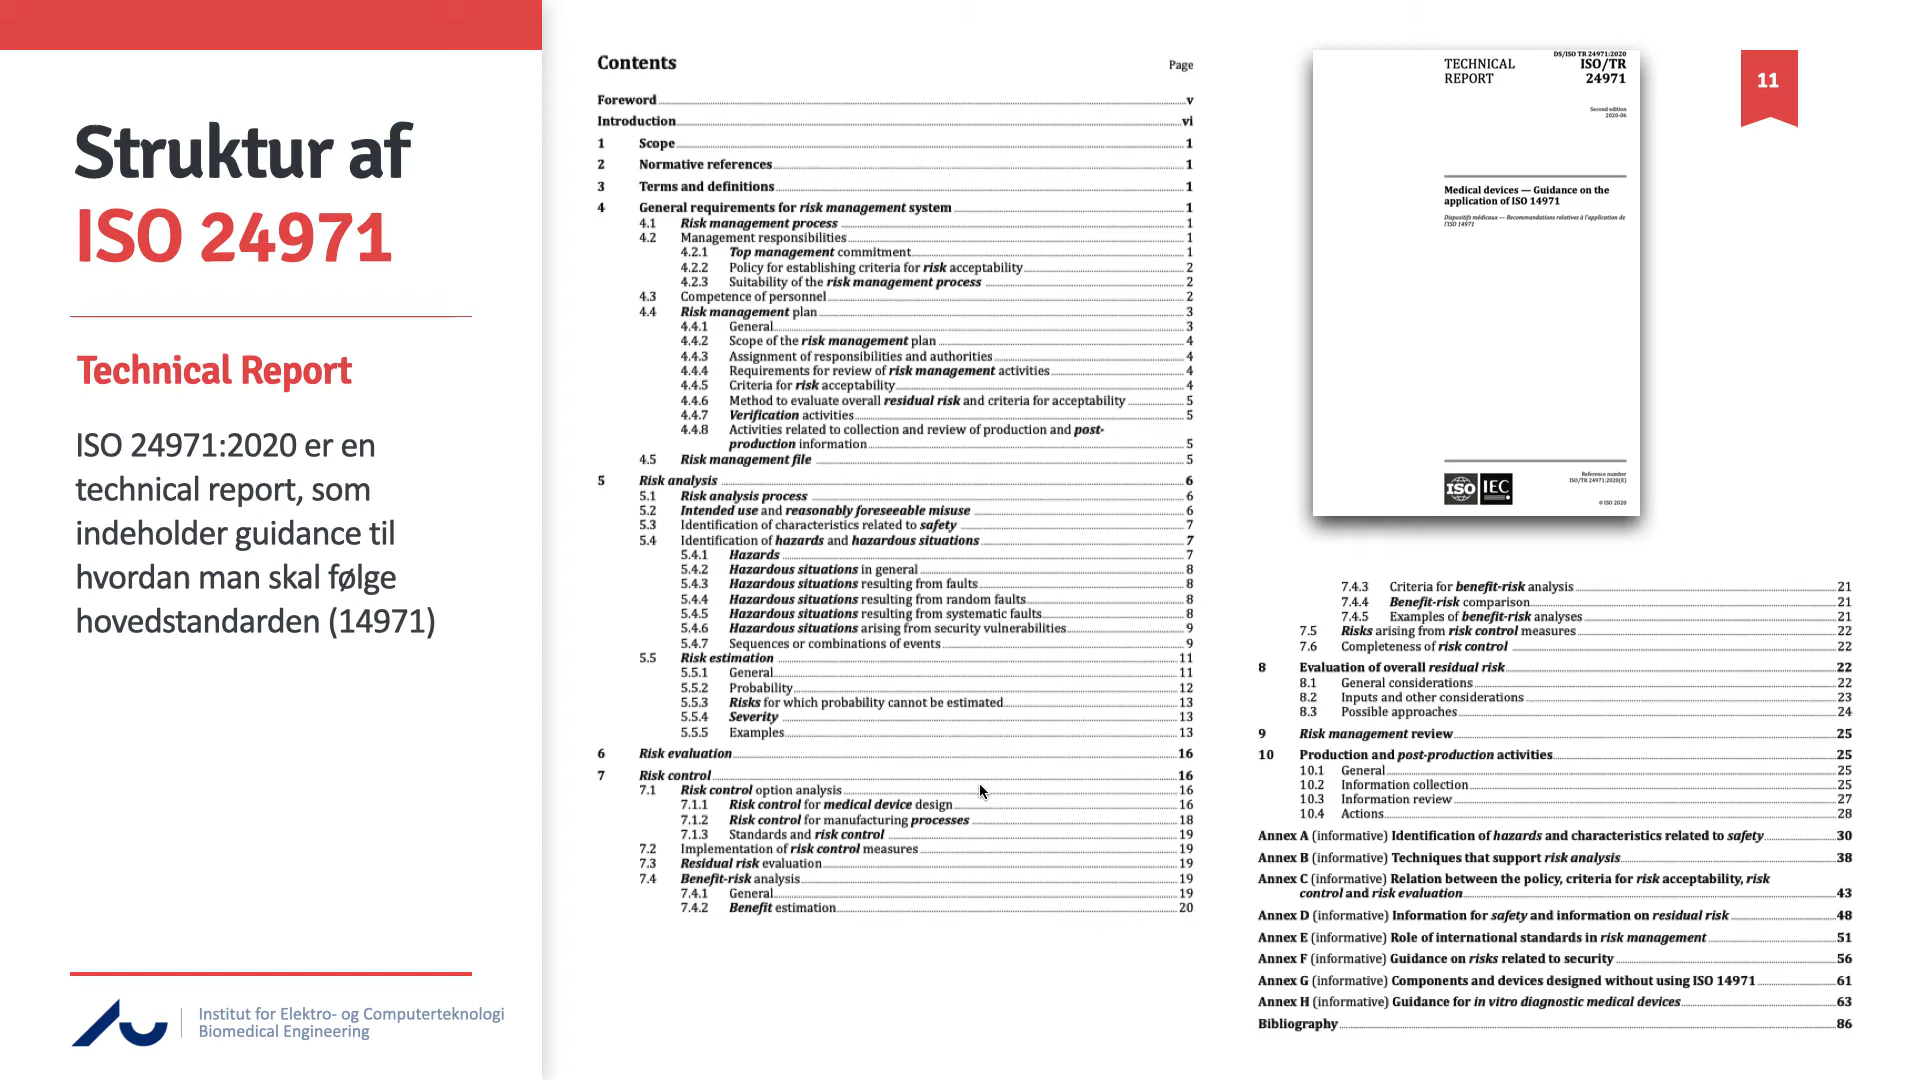 Struktur af
ISO 24971
Technical Report
ISO 24971:2020 er en
technical report, som
indeholder guidance til
hvordan man skal følge
hovedstandarden (14971)
Institut for Elektro- og Computerteknologi
Biomedical Engineering
Contents Page
Foreword v
Introduction vi
1 Scope 1
2 Normative references 1
3 Terms and definitions 1
4 General requirements for risk management system 1
4.1 Risk management process 1
4.2 Management responsibilities 1
4.2.1 Top management commitment 1
4.2.2 Policy for establishing criteria for risk acceptability 2
4.2.3 Suitability of the risk management process 2
4.3 Competence of personnel 2
4.4 Risk management plan 3
4.4.1 General 3
4.4.2 Scope of the risk management plan 4
4.4.3 Assignment of responsibilities and authorities 4
4.4.4 Requirements for review of risk management activities 4
4.4.5 Criteria for risk acceptability 4
4.4.6 Method to evaluate overall residual risk and criteria for acceptability 5
4.4.7 Verification activities 5
4.4.8 Activities related to collection and review of production and post-
production information 5
4.5 Risk management file 5
5 Risk analysis 6
5.1 Risk analysis process 6
5.2 Intended use and reasonably foreseeable misuse 6
5.3 Identification of characteristics related to safety 7
5.4 Identification of hazards and hazardous situations 7
5.4.1 Hazards 7
5.4.2 Hazardous situations in general 8
5.4.3 Hazardous situations resulting from faults 8
5.4.4 Hazardous situations resulting from random faults 8
5.4.5 Hazardous situations resulting from systematic faults 8
5.4.6 Hazardous situations arising from security vulnerabilities 9
5.4.7 Sequences or combinations of events 9
5.5 Risk estimation 11
5.5.1 General 11
5.5.2 Probability 12
5.5.3 Risks for which probability cannot be estimated 13
5.5.4 Severity 13
5.5.5 Examples 13
6 Risk evaluation 16
7 Risk control 16
7.1 Risk control option analysis 16
7.1.1 Risk control for medical device design 16
7.1.2 Risk control for manufacturing processes 18
7.1.3 Standards and risk control 19
7.2 Implementation of risk control measures 19
7.3 Residual risk evaluation 19
7.4 Benefit-risk analysis 19
7.4.1 General 19
7.4.2 Benefit estimation 20
DS/ISO TR 24971:2020
TECHNICAL ISO/TR
REPORT 24971
Second edition
2020-06
Medical devices — Guidance on the
application of ISO 14971
Dispositifs médicaux — Recommandations relatives à l'application de
l'ISO 14971
ISO IEC
Reference number
ISO/TR 24971:2020(E)
© ISO 2020
11
7.4.3 Criteria for benefit-risk analysis 21
7.4.4 Benefit-risk comparison 21
7.4.5 Examples of benefit-risk analyses 21
7.5 Risks arising from risk control measures 22
7.6 Completeness of risk control 22
8 Evaluation of overall residual risk 22
8.1 General considerations 22
8.2 Inputs and other considerations 23
8.3 Possible approaches 24
9 Risk management review 25
10 Production and post-production activities 25
10.1 General 25
10.2 Information collection 25
10.3 Information review 27
10.4 Actions 28
Annex A (informative) Identification of hazards and characteristics related to safety 30
Annex B (informative) Techniques that support risk analysis 38
Annex C (informative) Relation between the policy, criteria for risk acceptability, risk
control and risk evaluation 43
Annex D (informative) Information for safety and information on residual risk 48
Annex E (informative) Role of international standards in risk management 51
Annex F (informative) Guidance on risks related to security 56
Annex G (informative) Components and devices designed without using ISO 14971 61
Annex H (informative) Guidance for in vitro diagnostic medical devices 63
Bibliography 86